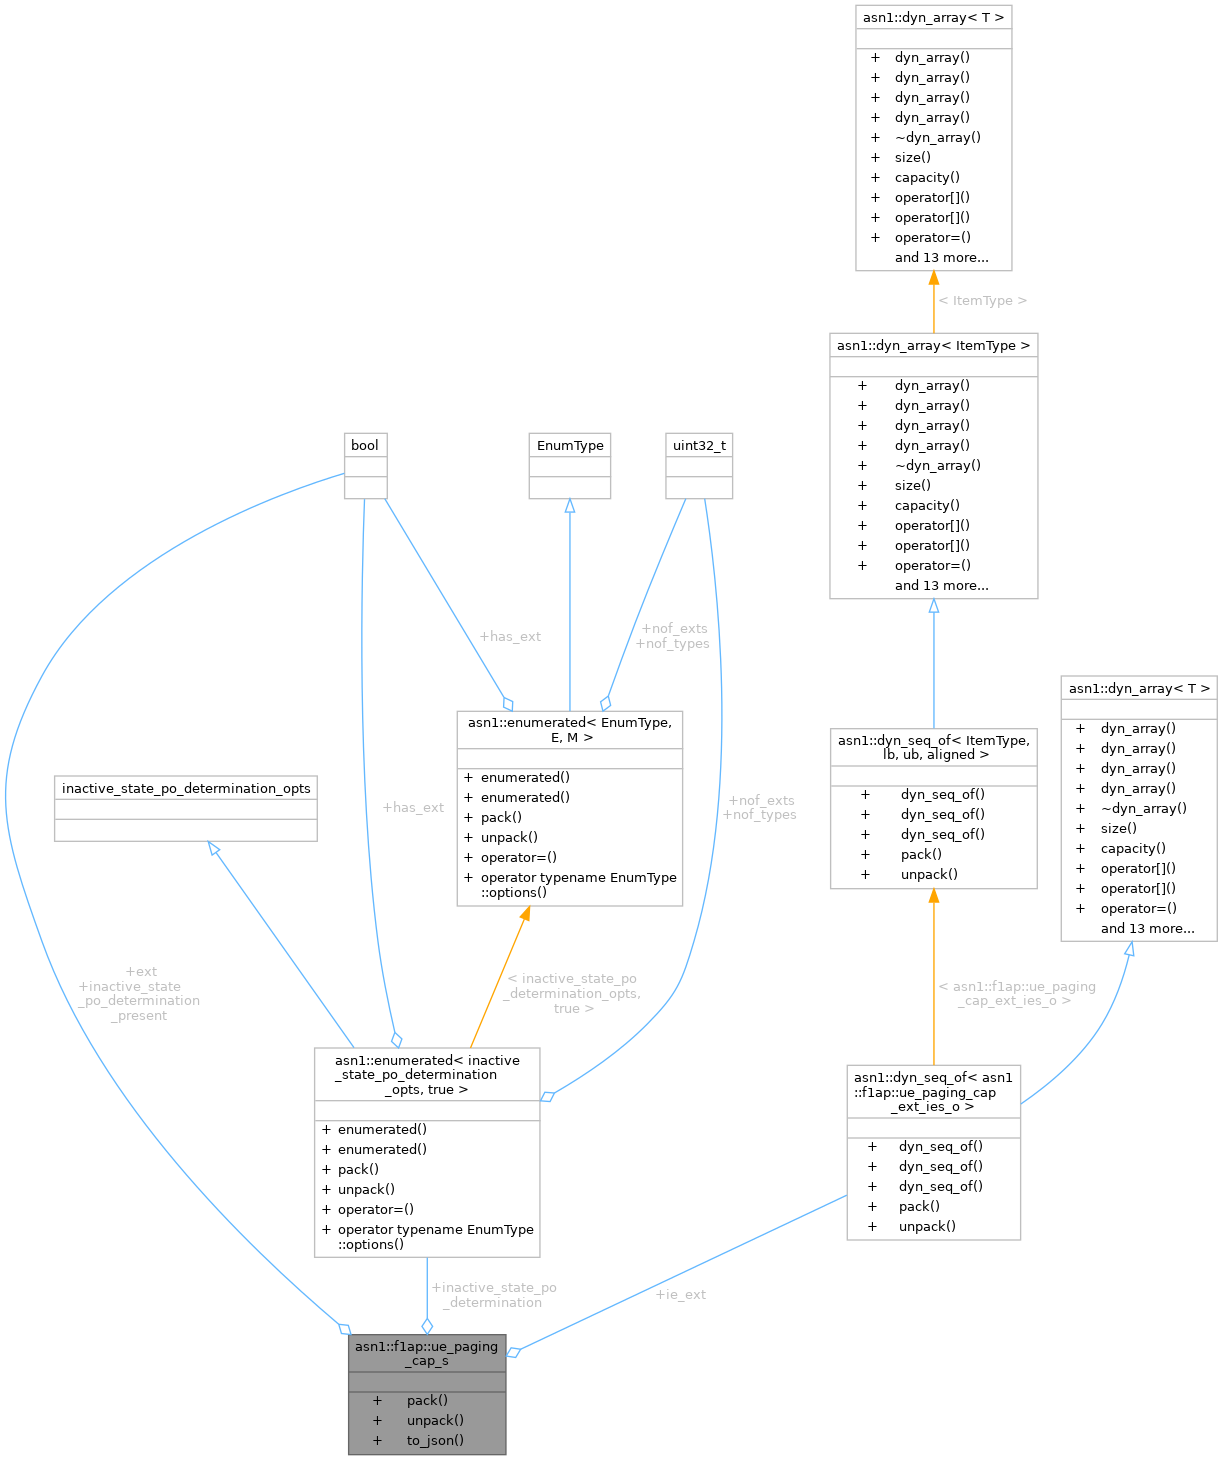 asn1::dyn_array< T >
+ dyn_array()
+ dyn_array()
+ dyn_array()
+ dyn_array()
+ ~dyn_array()
+ size()
+ capacity()
+ operator[]()
+ operator[]()
+ operator=()
and 13 more...
< ItemType >
asn1::dyn_array< ItemType >
+ dyn_array()
+ dyn_array()
+ dyn_array()
+ dyn_array()
+ ~dyn_array()
+ size()
+ capacity()
+ operator[]()
+ operator[]()
+ operator=()
and 13 more...
bool
EnumType
uint32_t
+has_ext
+nof_exts
+nof_types
asn1::dyn_array< T >
+ dyn_array()
+ dyn_array()
+ dyn_array()
+ dyn_array()
+ ~dyn_array()
+ size()
+ capacity()
+ operator[]()
+ operator[]()
+ operator=()
and 13 more...
asn1::enumerated< EnumType,
E, M >
+ enumerated()
+ enumerated()
+ pack()
+ unpack()
+ operator=()
+ operator typename EnumType
::options()
asn1::dyn_seq_of< ItemType,
lb, ub, aligned >
+ dyn_seq_of()
+ dyn_seq_of()
+ dyn_seq_of()
+ pack()
+ unpack()
inactive_state_po_determination_opts
+has_ext
+nof_exts
+nof_types
+ext
+inactive_state
_po_determination
_present
< inactive_state_po
_determination_opts,
true >
< asn1::f1ap::ue_paging
_cap_ext_ies_o >
asn1::enumerated< inactive
_state_po_determination
_opts, true >
+ enumerated()
+ enumerated()
+ pack()
+ unpack()
+ operator=()
+ operator typename EnumType
::options()
asn1::dyn_seq_of< asn1
::f1ap::ue_paging_cap
_ext_ies_o >
+ dyn_seq_of()
+ dyn_seq_of()
+ dyn_seq_of()
+ pack()
+ unpack()
+inactive_state_po
_determination
+ie_ext
asn1::f1ap::ue_paging
_cap_s
+ pack()
+ unpack()
+ to_json()